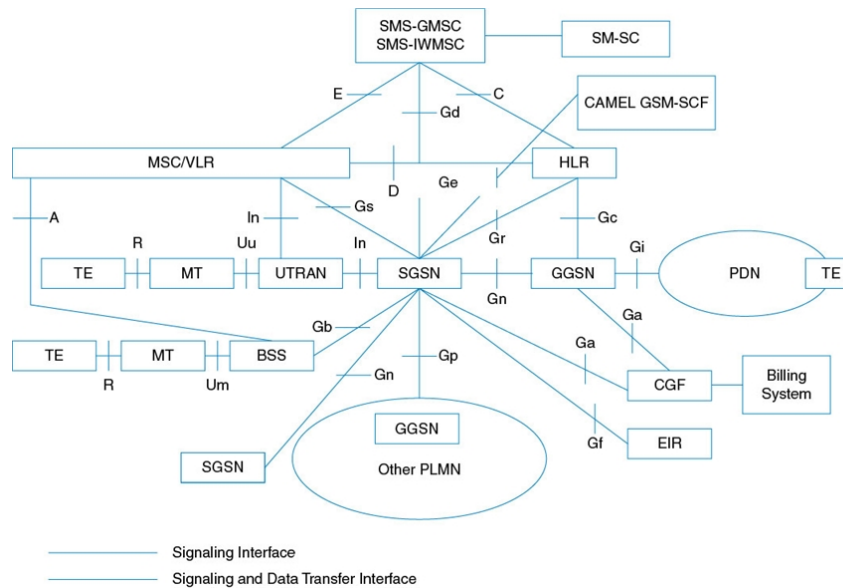 SMS-GMSC
SMS-IWMSC
SM-SC
E
C
Gd
CAMEL GSM-SCF
MSC/VLR
HLR
D
Ge
A
In
Gs
Gr
Gc
R
Uu
In
Gi
TE
MT
UTRAN
SGSN
GGSN
PDN
TE
Gn
Gb
Ga
Ga
TE
MT
BSS
Gp
R
Um
Gn
CGF
Billing
System
GGSN
Gf
EIR
SGSN
Other PLMN
Signaling Interface
Signaling and Data Transfer Interface